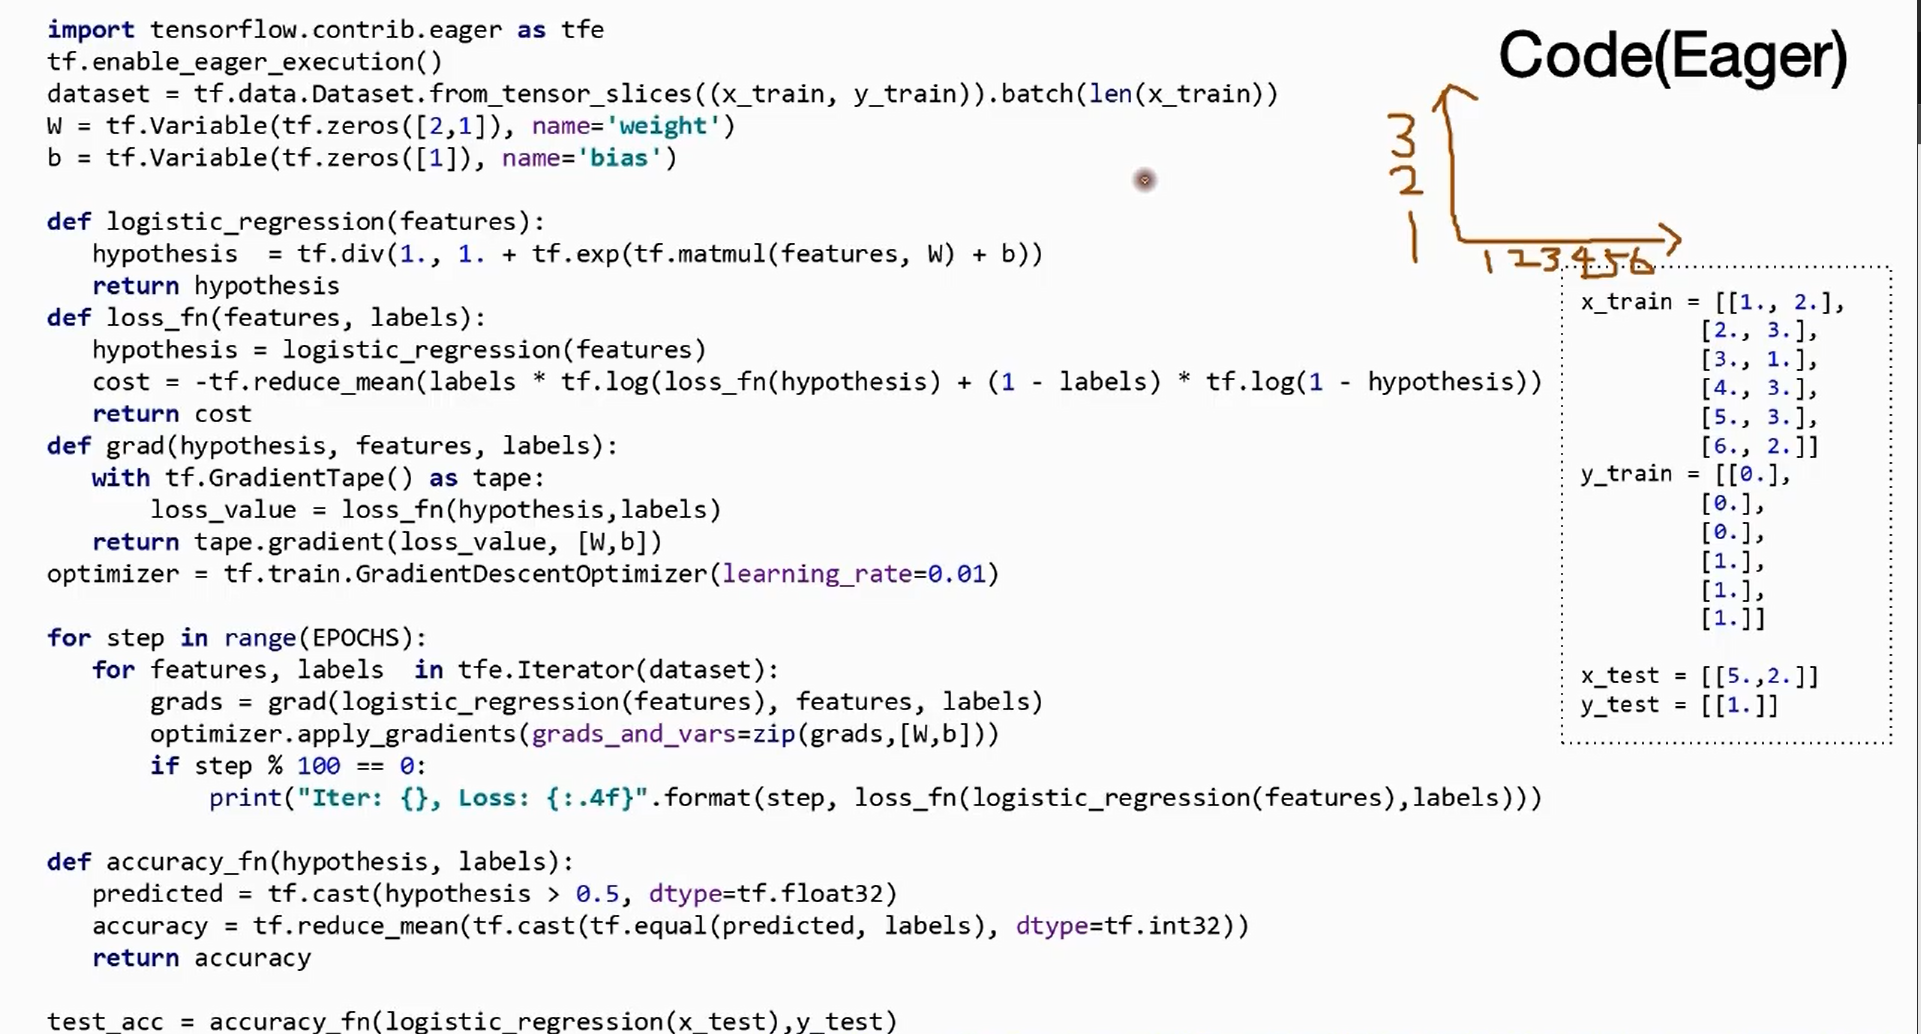 Code(Eager)
import tensorflow.contrib.eager as tfe
tf.enable_eager_execution()
dataset = tf.data.Dataset.from_tensor_slices((x_train, y_train)).batch(len(x_train))
W = tf.Variable(tf.zeros([2,1]), name='weight')
b = tf.Variable(tf.zeros([1]), name='bias')
def logistic_regression(features):
hypothesis  = tf.div(1., 1. + tf.exp(tf.matmul(features, W) + b))
return hypothesis
def loss_fn(features, labels):
hypothesis = logistic_regression(features)
cost = -tf.reduce_mean(labels * tf.log(loss_fn(hypothesis) + (1 - labels) * tf.log(1 - hypothesis))
return cost
def grad(hypothesis, features, labels):
with tf.GradientTape() as tape:
loss_value = loss_fn(hypothesis,labels)
return tape.gradient(loss_value, [W,b])
optimizer = tf.train.GradientDescentOptimizer(learning_rate=0.01)
for step in range(EPOCHS):
for features, labels  in tfe.Iterator(dataset):
grads = grad(logistic_regression(features), features, labels)
optimizer.apply_gradients(grads_and_vars=zip(grads,[W,b]))
if step % 100 == 0:
print("Iter: {}, Loss: {:.4f}".format(step, loss_fn(logistic_regression(features),labels)))
def accuracy_fn(hypothesis, labels):
predicted = tf.cast(hypothesis > 0.5, dtype=tf.float32)
accuracy = tf.reduce_mean(tf.cast(tf.equal(predicted, labels), dtype=tf.int32))
return accuracy
test_acc = accuracy_fn(logistic_regression(x_test),y_test)
3
2
1
1 2 3 4 5 6
x_train = [[1., 2.],
[2., 3.],
[3., 1.],
[4., 3.],
[5., 3.],
[6., 2.]]
y_train = [[0.],
[0.],
[0.],
[1.],
[1.],
[1.]]
x_test = [[5.,2.]]
y_test = [[1.]]